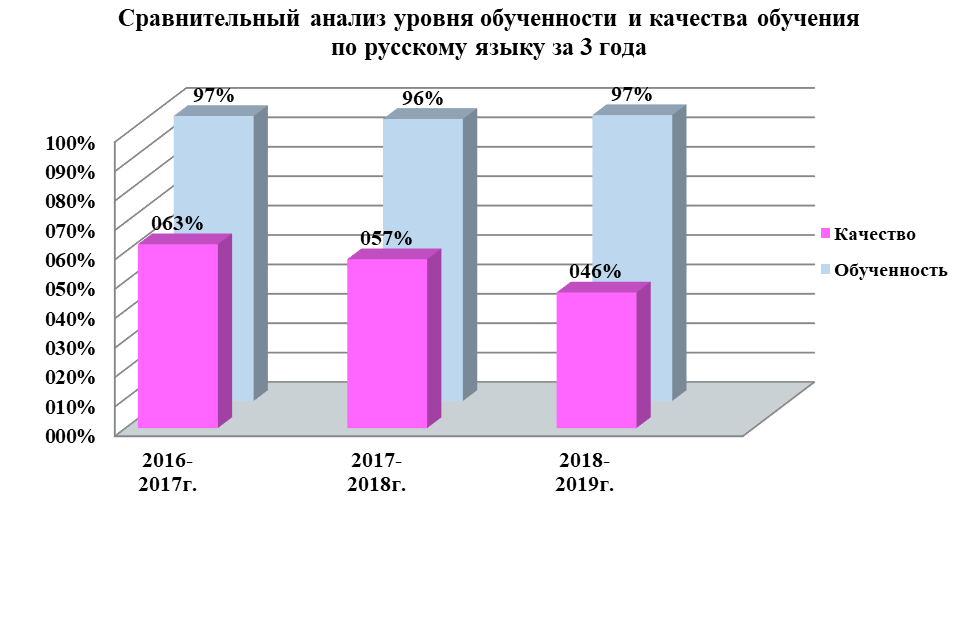 Сравнительный анализ уровня обученности и качества обучения
по русскому языку за 3 года
97%
96%
97%
100%
090%
080%
070%
060%
050%
040%
030%
020%
010%
000%
063%
057%
046%
Качество
Обученность
2016-
2017г.
2017-
2018г.
2018-
2019г.